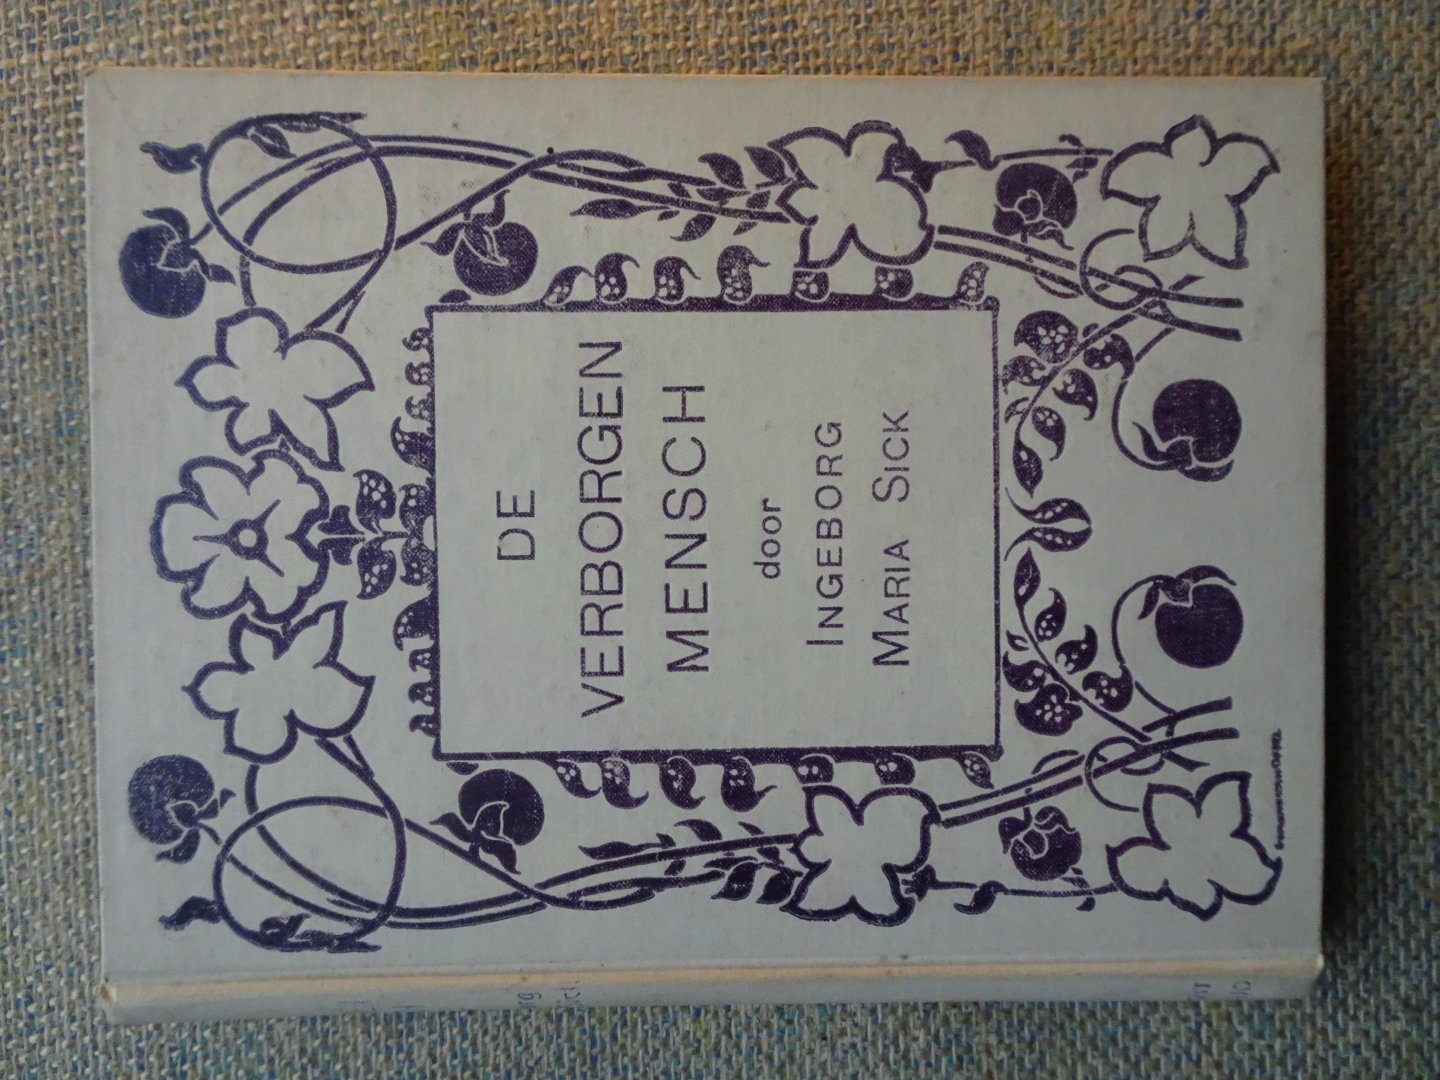 DE
VERBORGEN
MENSCH
door
INGEBORG
MARIA SICK